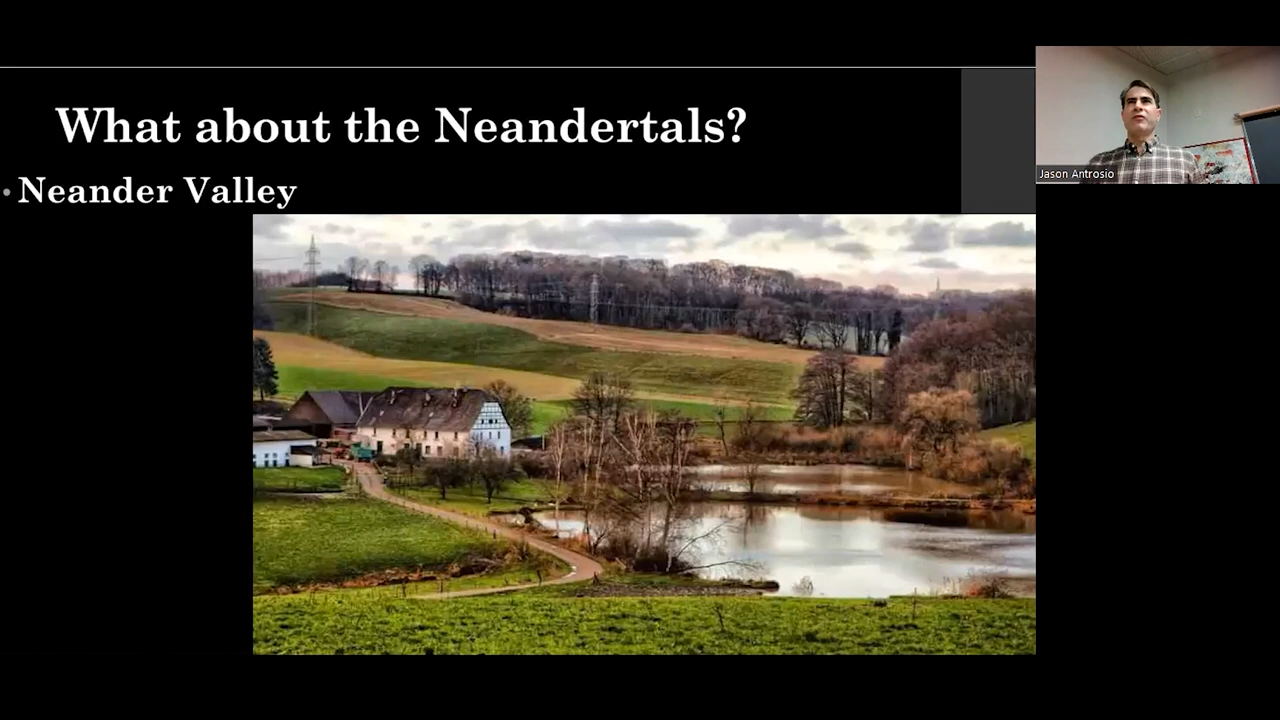 What about the Neandertals?
• Neander Valley
Jason Antrosio